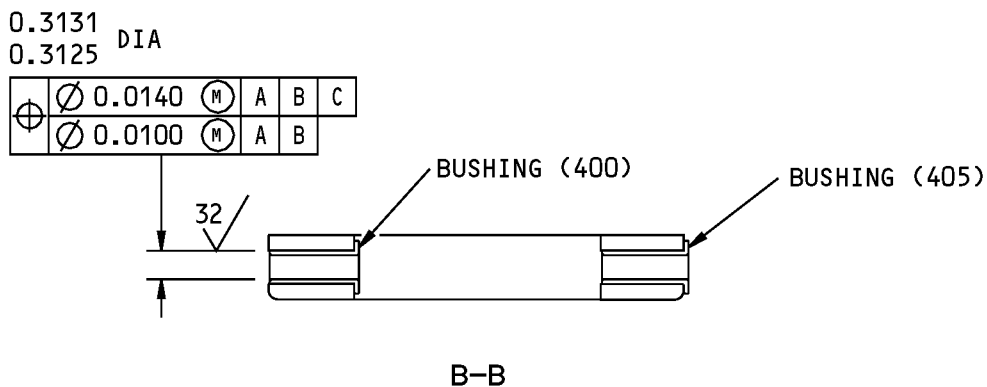 0.3131
0.3125 DIA
⌖ ⌀ 0.0140 Ⓜ A B C
⌀ 0.0100 Ⓜ A B
32
BUSHING (400)
BUSHING (405)
B-B